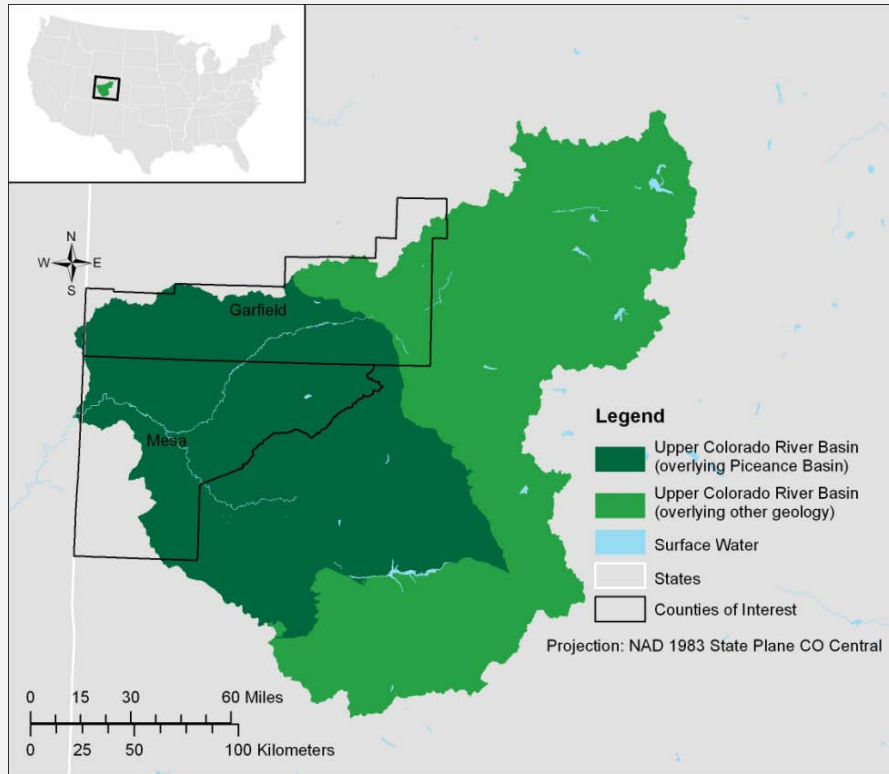 N
W E
S
Garfield
Mesa
Legend
Upper Colorado River Basin
(overlying Piceance Basin)
Upper Colorado River Basin
(overlying other geology)
Surface Water
States
Counties of Interest
Projection: NAD 1983 State Plane CO Central
0 15 30 60 Miles
0 25 50 100 Kilometers